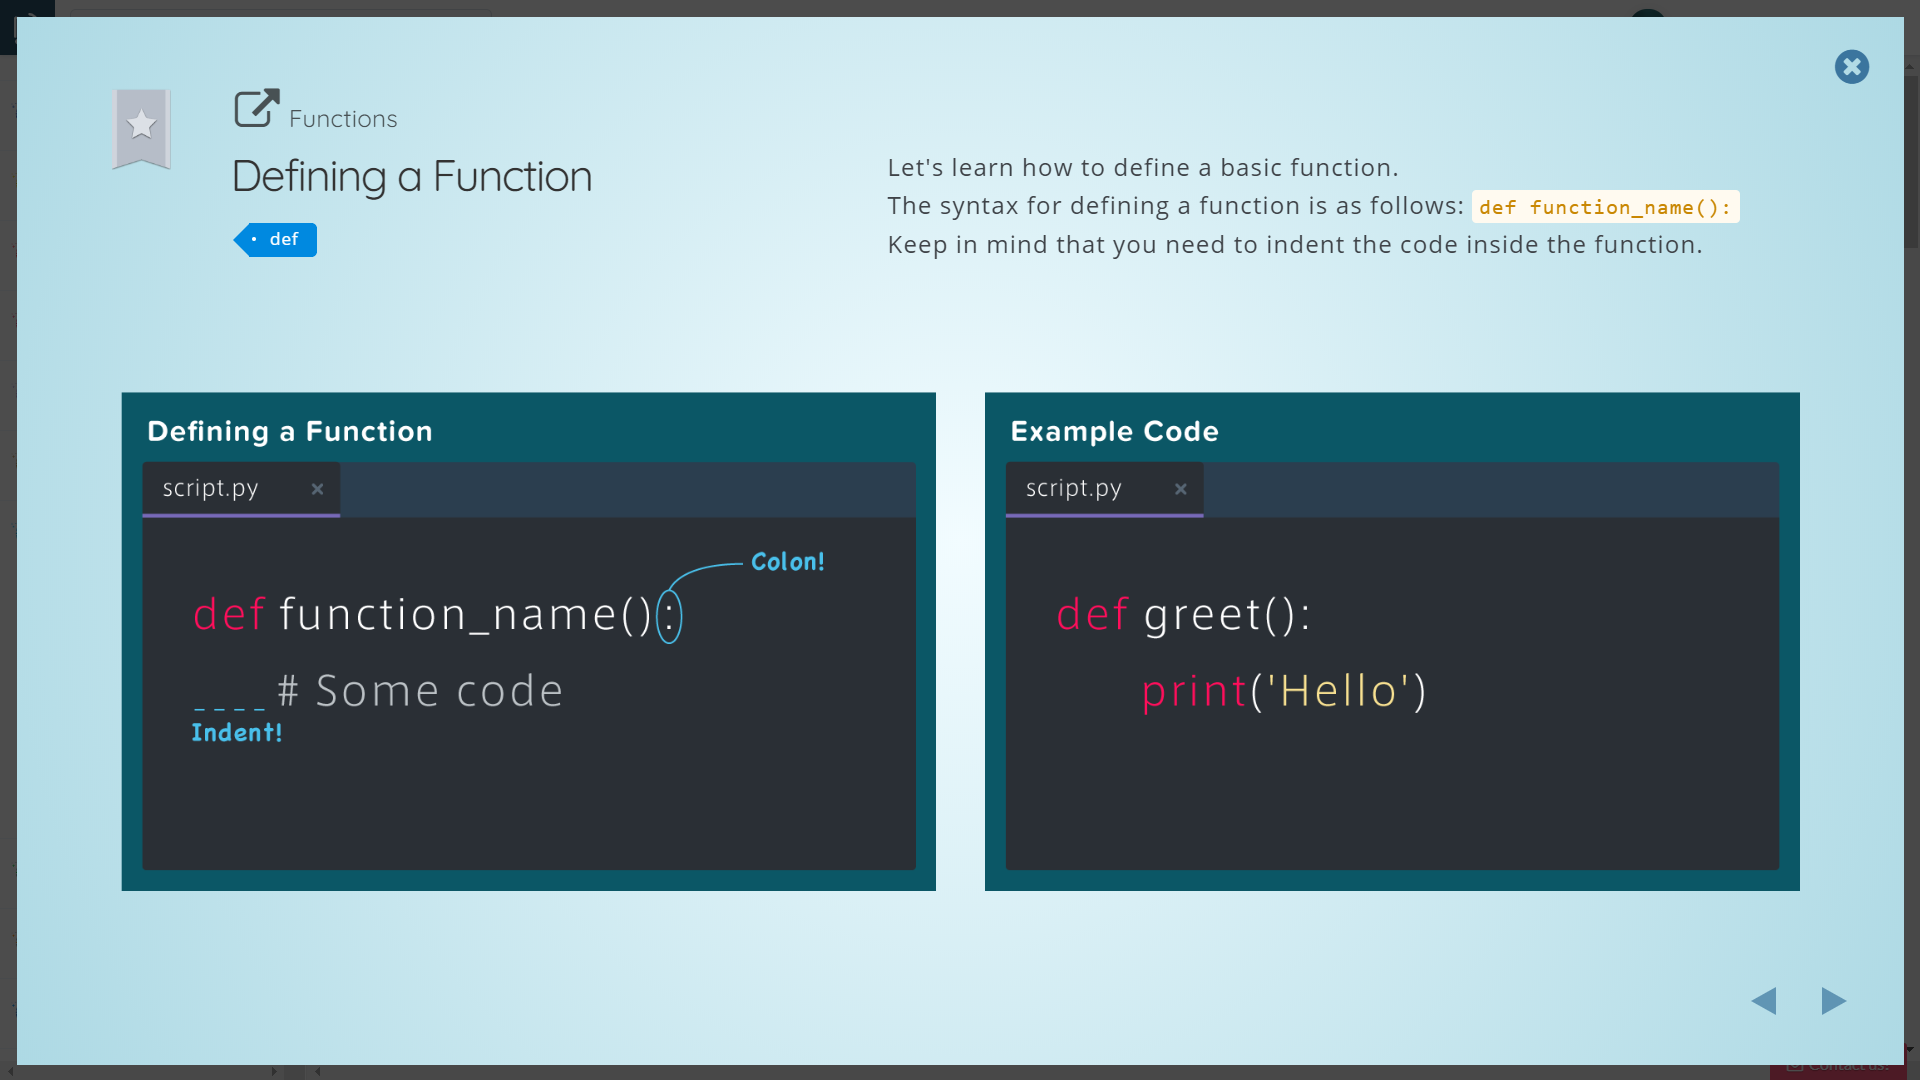 Functions
Defining a Function
def
Let's learn how to define a basic function.
The syntax for defining a function is as follows: def function_name():
Keep in mind that you need to indent the code inside the function.
Defining a Function
script.py ×
Colon!
def function_name():
____ # Some code
Indent!
Example Code
script.py ×
def greet():
print('Hello')
Contact us!